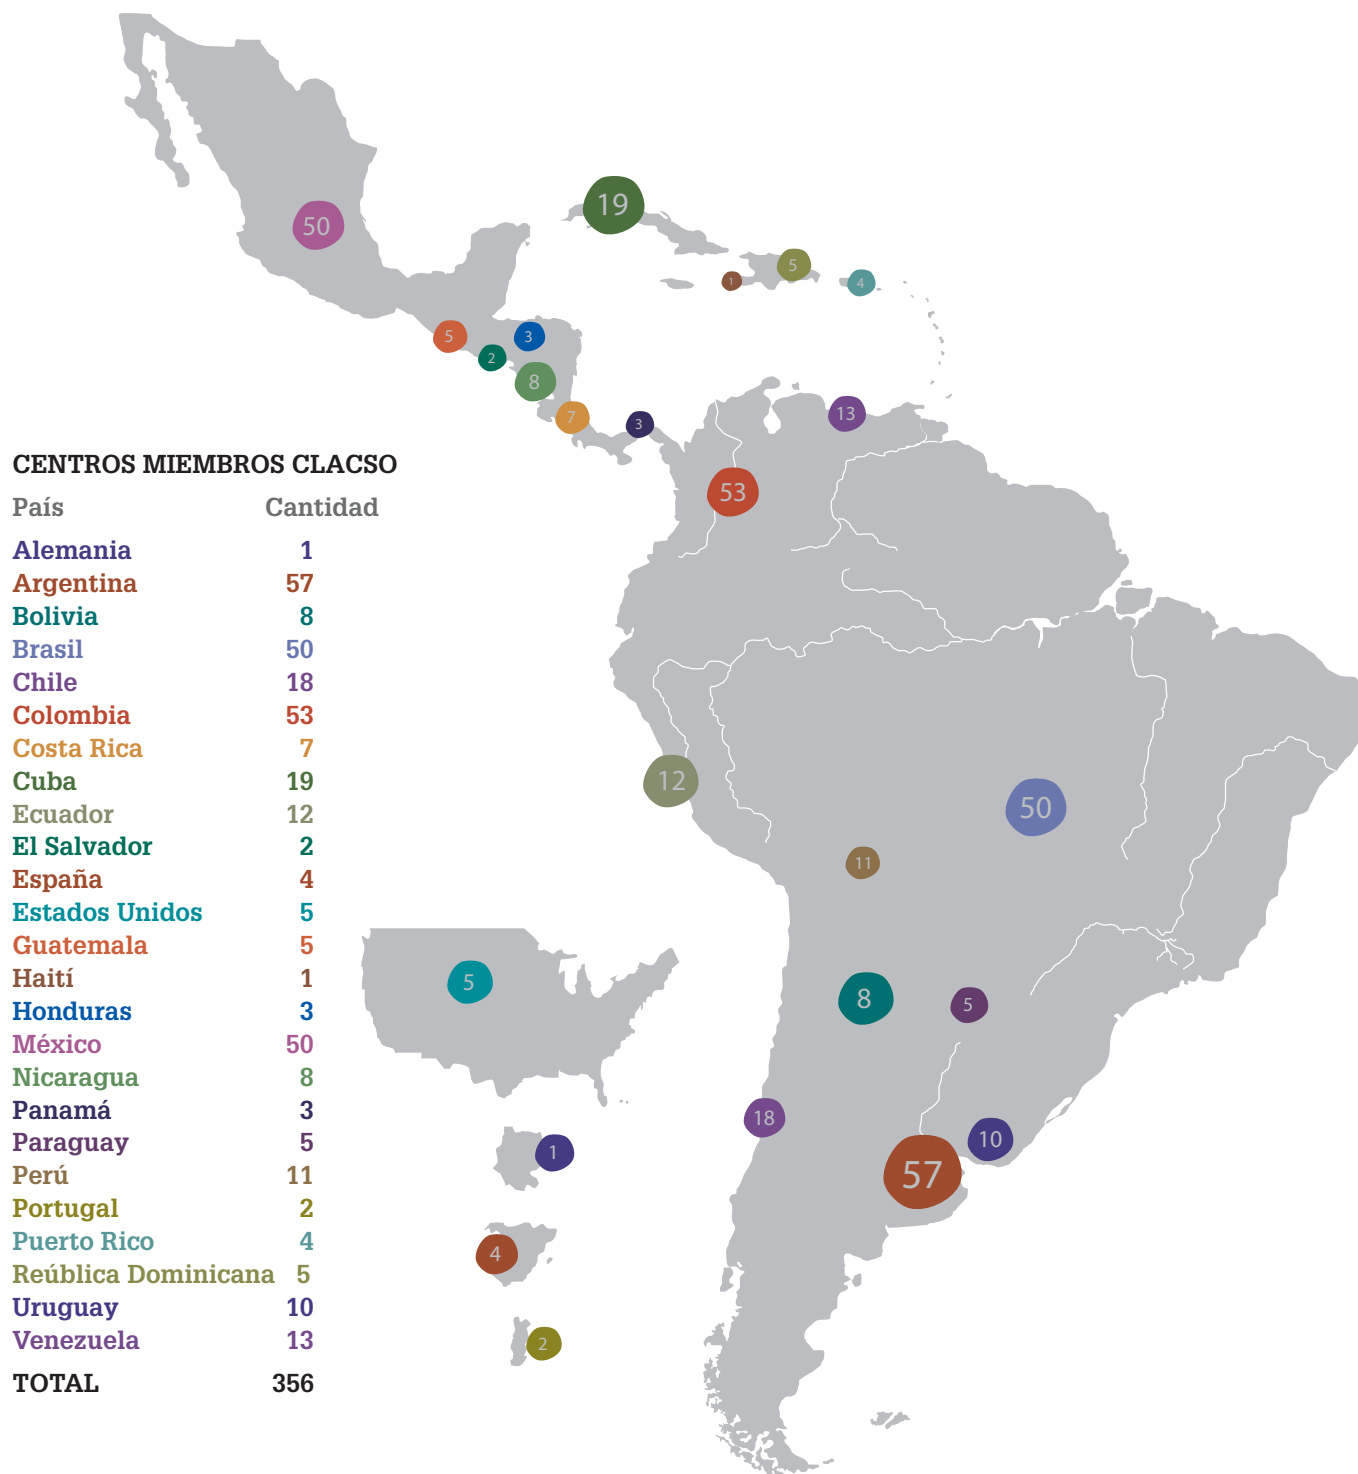 50
19
5
1
4
5
3
2
8
7
3
13
53
CENTROS MIEMBROS CLACSO
País Cantidad
Alemania 1
Argentina 57
Bolivia 8
Brasil 50
Chile 18
Colombia 53
Costa Rica 7
Cuba 19
Ecuador 12
El Salvador 2
España 4
Estados Unidos 5
Guatemala 5
Haití 1
Honduras 3
México 50
Nicaragua 8
Panamá 3
Paraguay 5
Perú 11
Portugal 2
Puerto Rico 4
Reública Dominicana 5
Uruguay 10
Venezuela 13
TOTAL 356
12
50
11
5
8
5
18
10
1
57
4
2